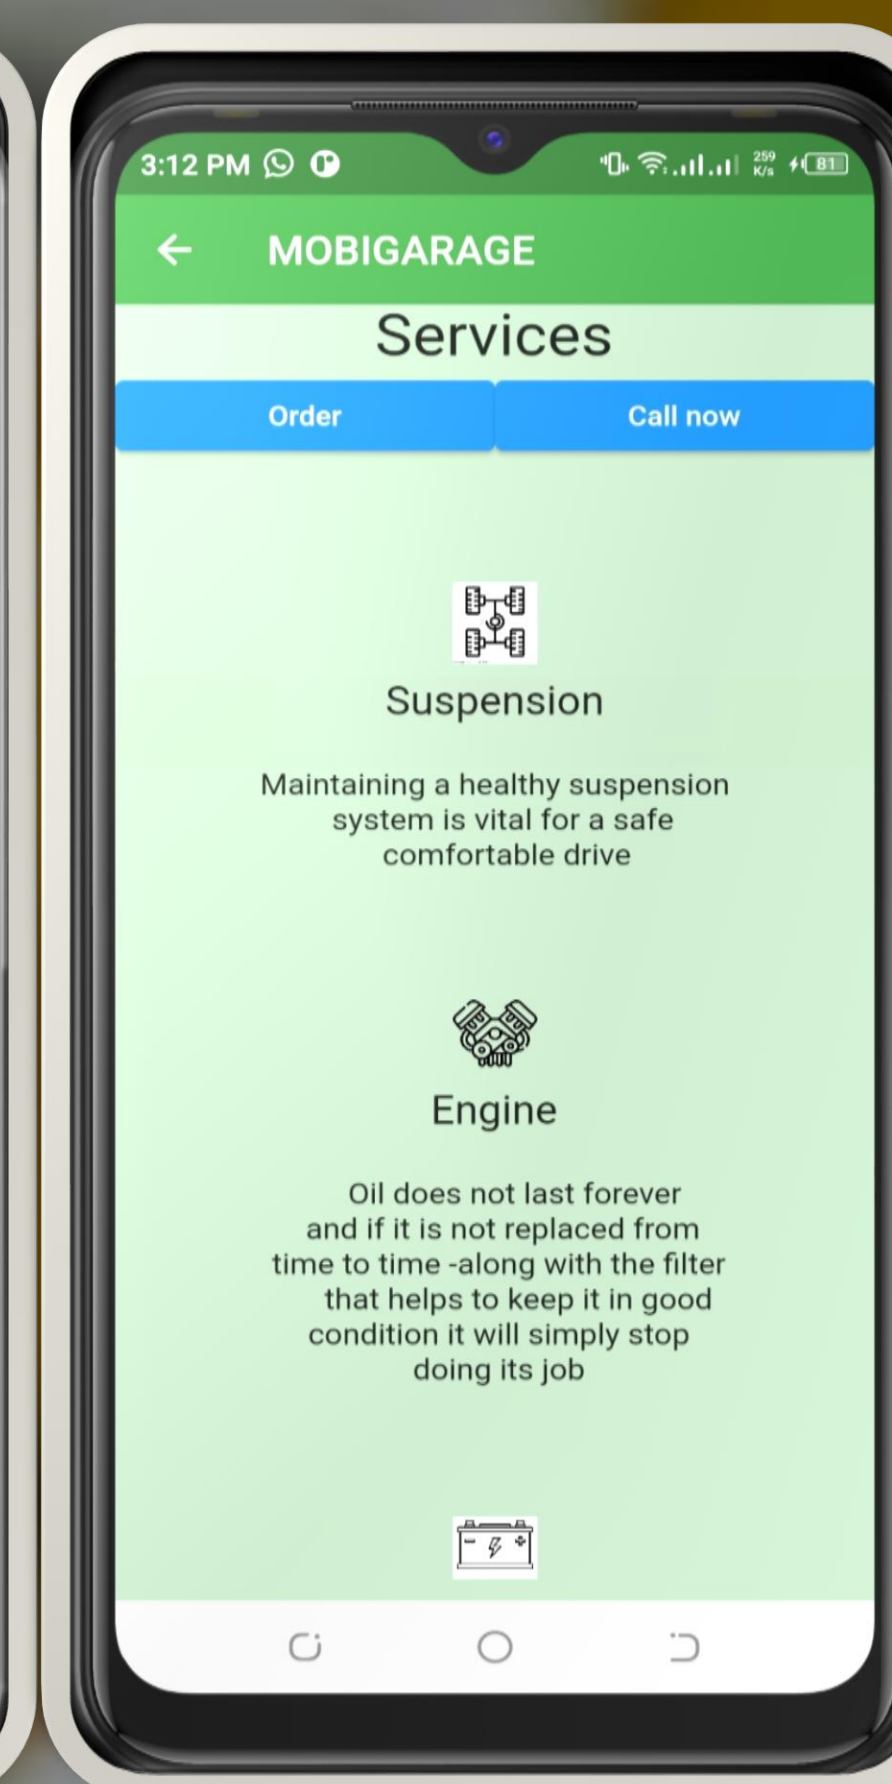 3:12 PM
259
K/s
81
MOBIGARAGE
Services
Order
Call now
Suspension
Maintaining a healthy suspension
system is vital for a safe
comfortable drive
Engine
Oil does not last forever
and if it is not replaced from
time to time -along with the filter
that helps to keep it in good
condition it will simply stop
doing its job